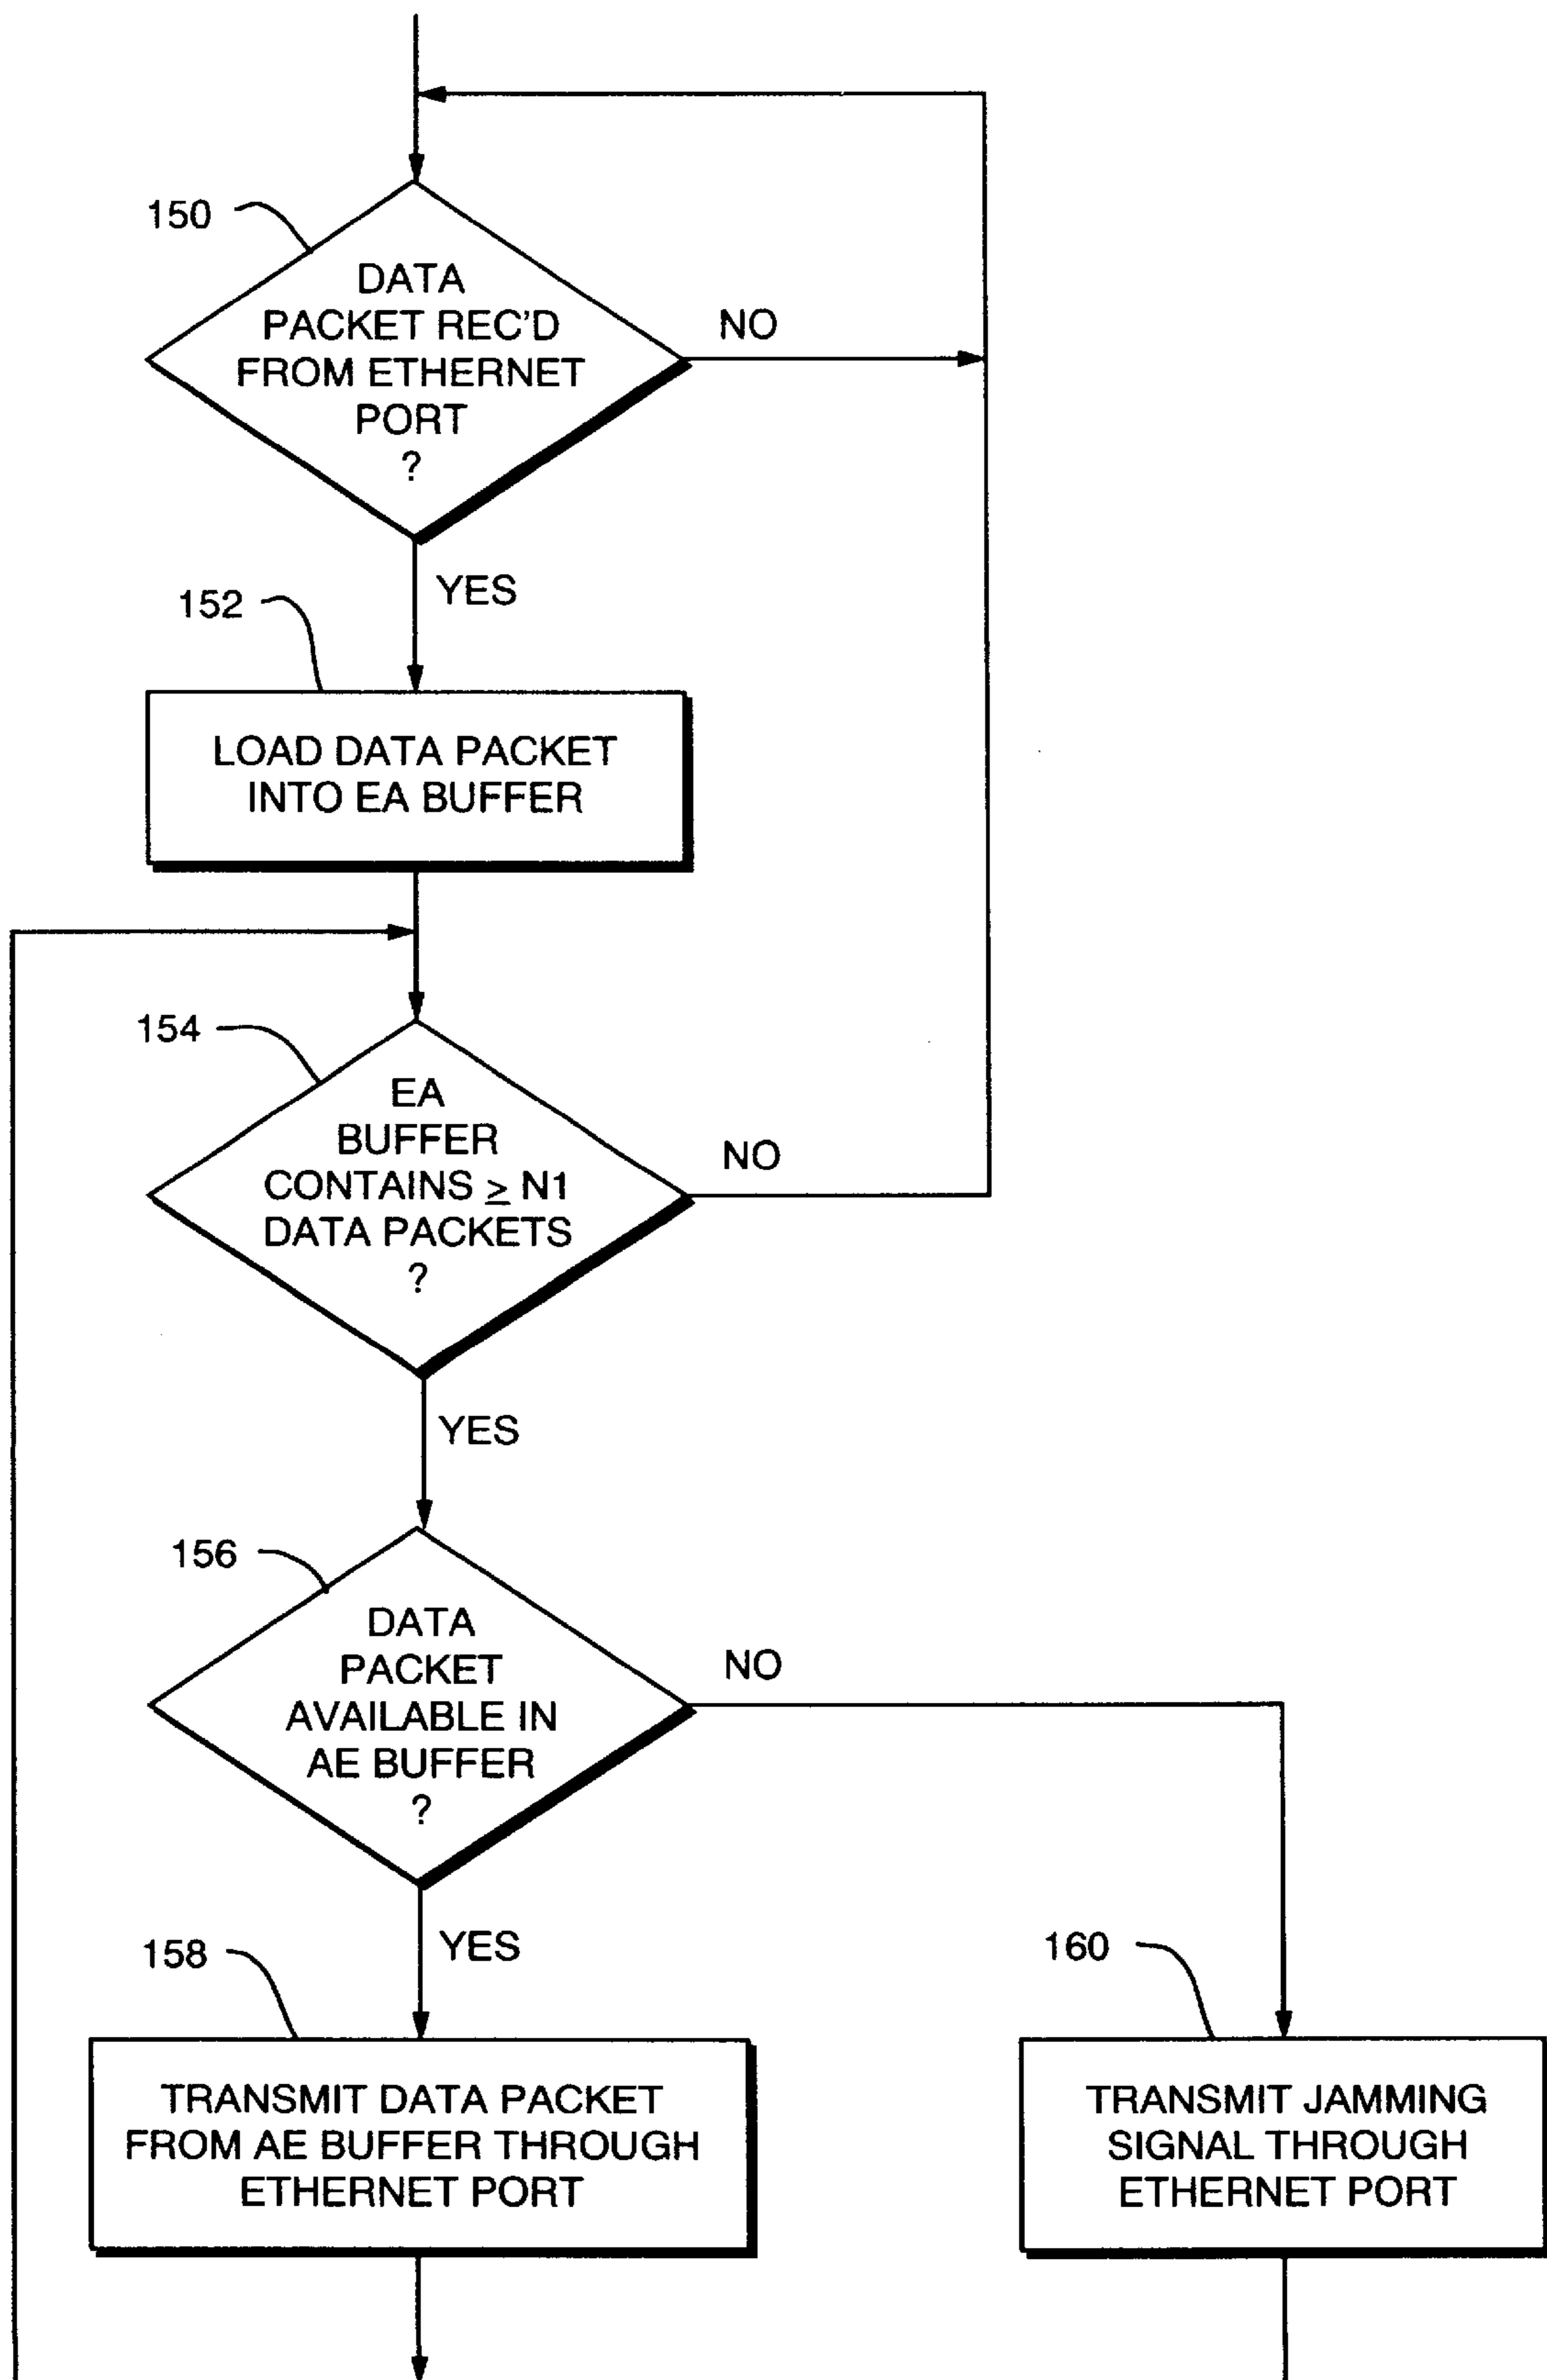 150
DATA
PACKET REC'D
FROM ETHERNET
PORT
?
NO
YES
152
LOAD DATA PACKET
INTO EA BUFFER
154
EA
BUFFER
CONTAINS ≥ N1
DATA PACKETS
?
NO
YES
156
DATA
PACKET
AVAILABLE IN
AE BUFFER
?
NO
YES
158
TRANSMIT DATA PACKET
FROM AE BUFFER THROUGH
ETHERNET PORT
160
TRANSMIT JAMMING
SIGNAL THROUGH
ETHERNET PORT